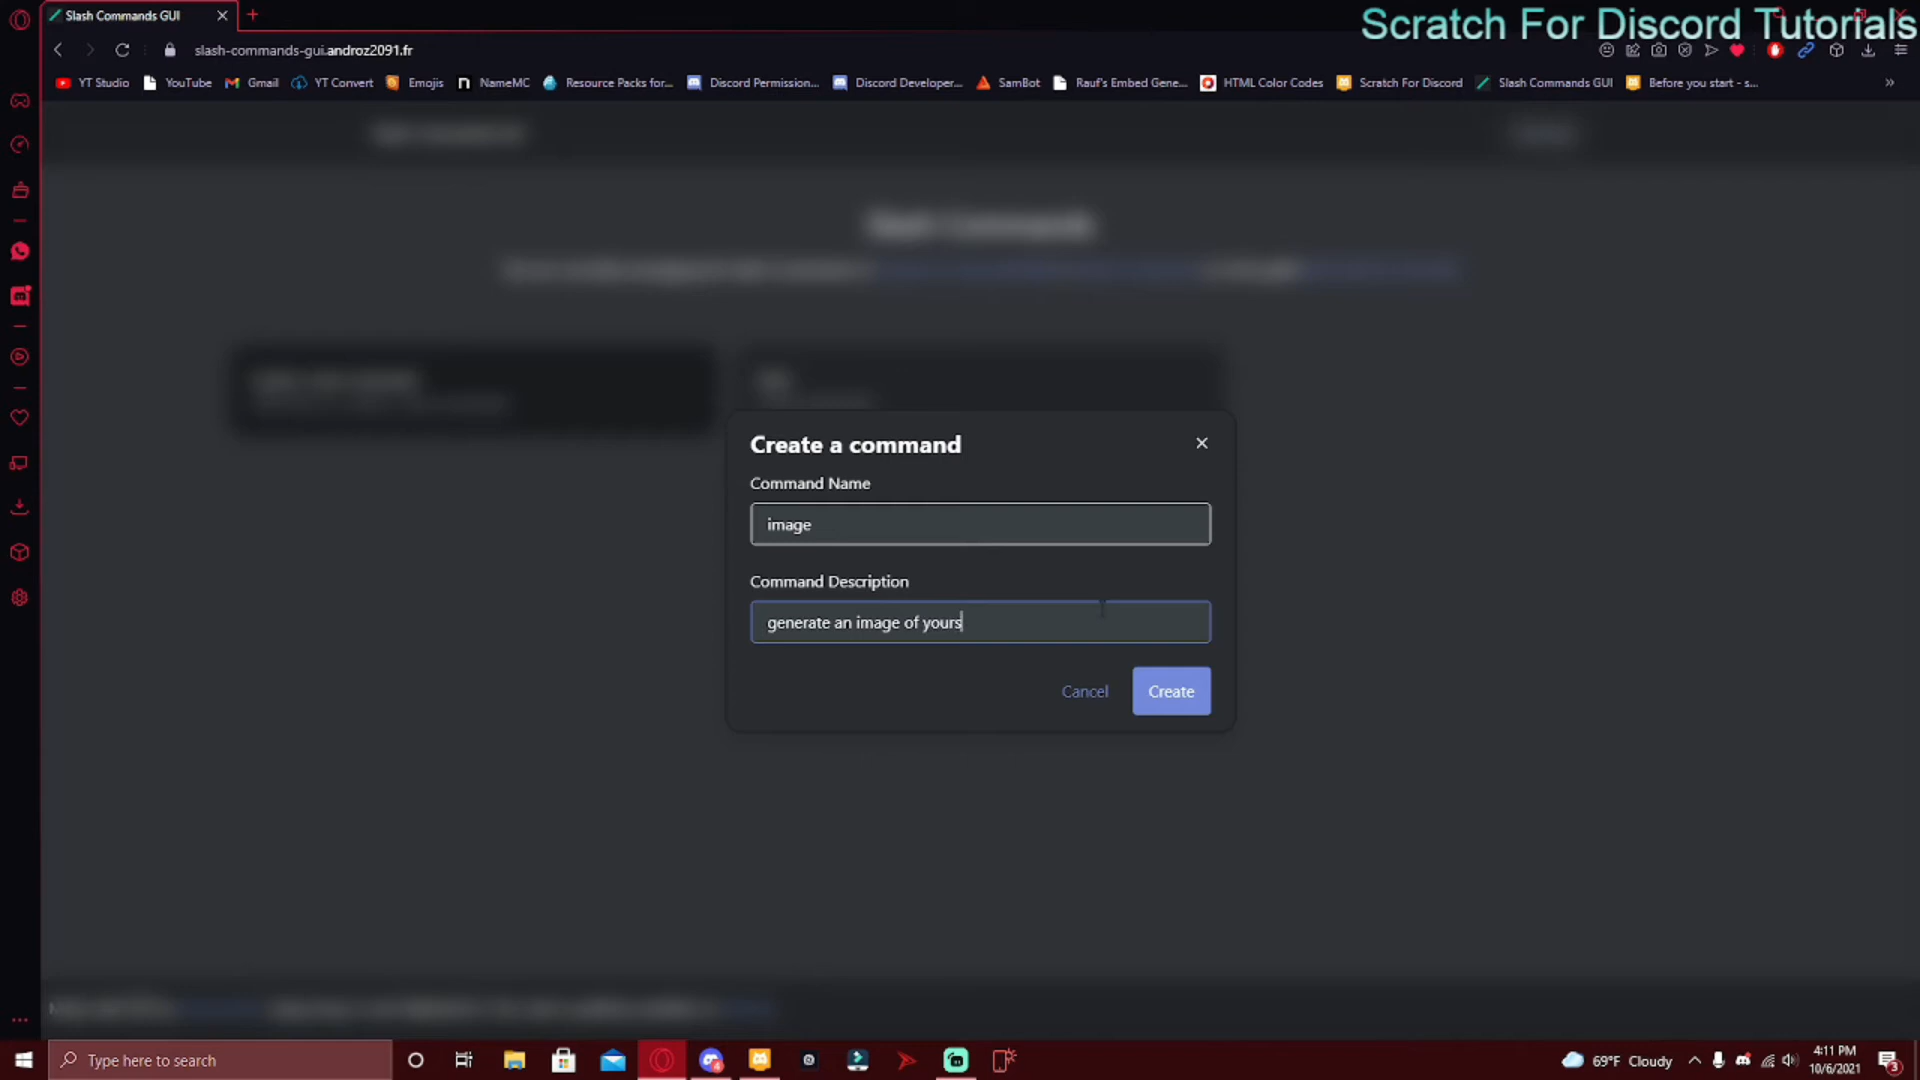 Slash Commands GUI
Scratch For Discord Tutorials
slash-commands-gui.androz2091.fr
YT Studio
YouTube
Gmail
YT Convert
Emojis
NameMC
Resource Packs for...
Discord Permission...
Discord Developer...
SamBot
Rauf's Embed Gene...
HTML Color Codes
Scratch For Discord
Slash Commands GUI
Before you start - s...
Slash Commands
Create a command
Command Name
image
Command Description
generate an image of yours
Cancel
Create
Type here to search
69°F Cloudy
4:11 PM
10/6/2021
3